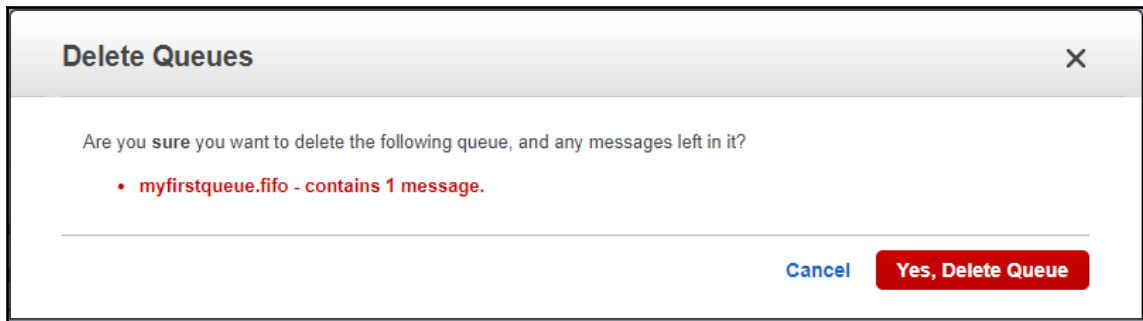 Delete Queues
Are you sure you want to delete the following queue, and any messages left in it?
• myfirstqueue.fifo - contains 1 message.
Cancel
Yes, Delete Queue